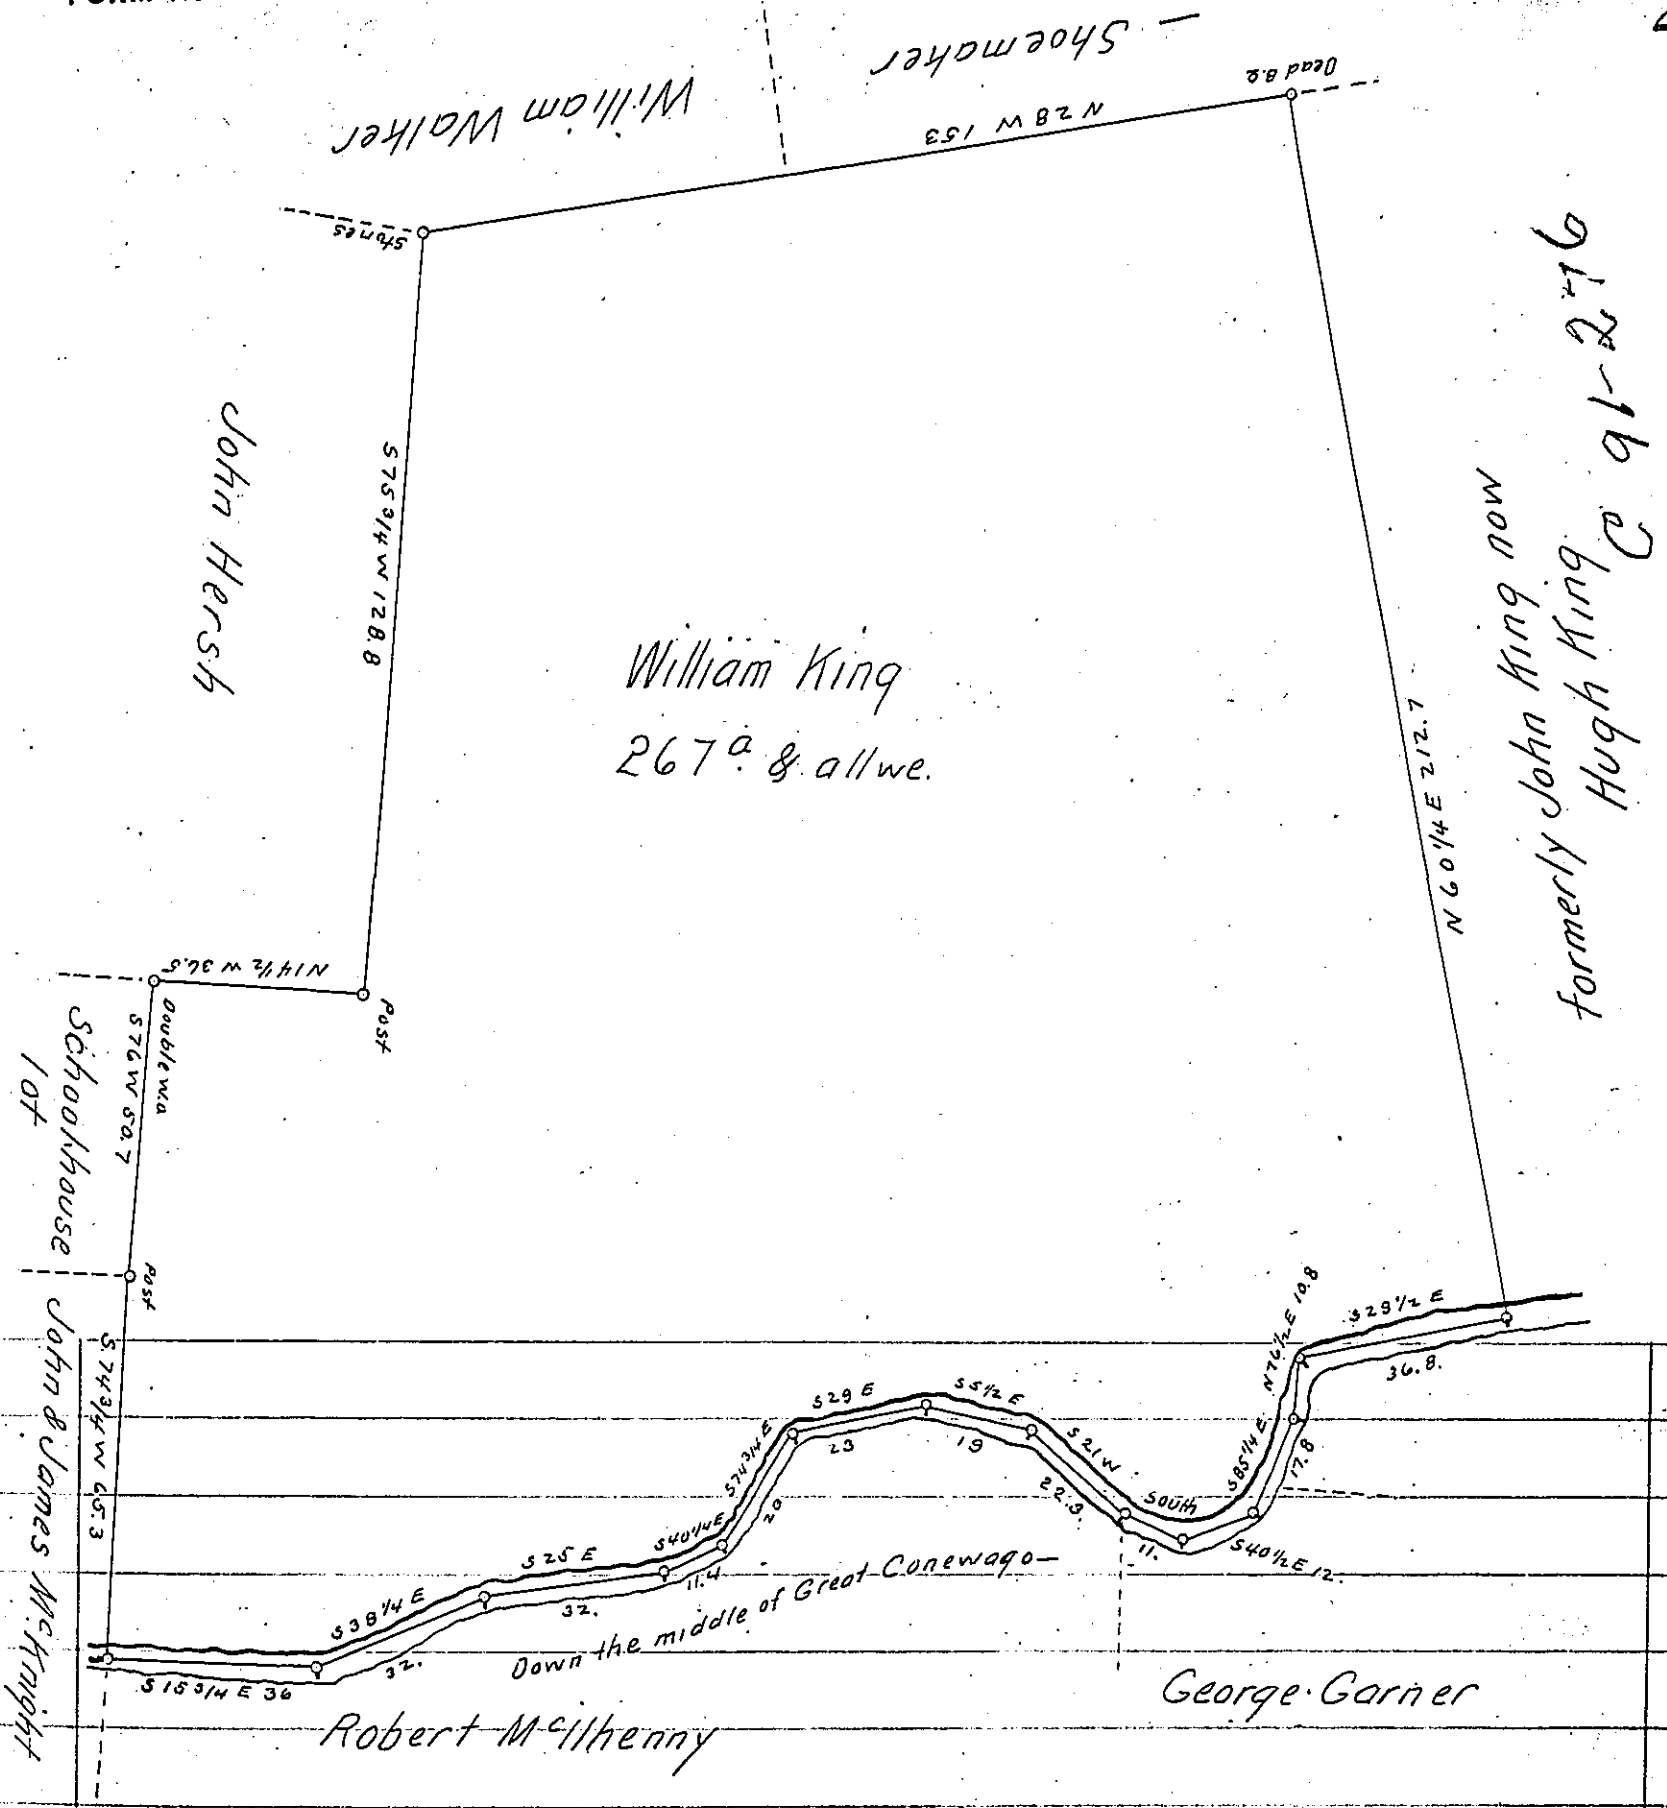 — Shoemaker
William Walker
Dead B.O.
N 28 W 153
Stones
C 91-276
John Hersh
S 75 3/4 W 128.8
formerly John King now
Hugh King
N 60 1/4 E 212.7
William King
267 a. & allwe.
N 14 1/2 W 36.5
Post
Double W.O
S 76 W 50.7
Schoolhouse
lot
Post
S 74 3/4 W 65.3
John & James McKnight
S 29 1/2 E
36.8.
N 76 1/2 E 10.8
S 85 1/4 E
17.8
S 40 1/2 E 12.
South
11.
S 21 W
22.3.
S 5 1/2 E
19
S 29 E
23
S 74 3/4 E
20
S 40 1/4 E
11.4
S 25 E
32.
S 38 1/4 E
32.
S 15 3/4 E 36
Down the middle of Great Conewago—
George Garner
Robert McIlhenny